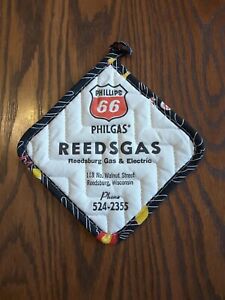 PHILLIPS
66
PHILGAS®
REEDSGAS
Reedsburg Gas & Electric
118 No. Walnut Street
Reedsburg, Wisconsin
Phone
524-2355